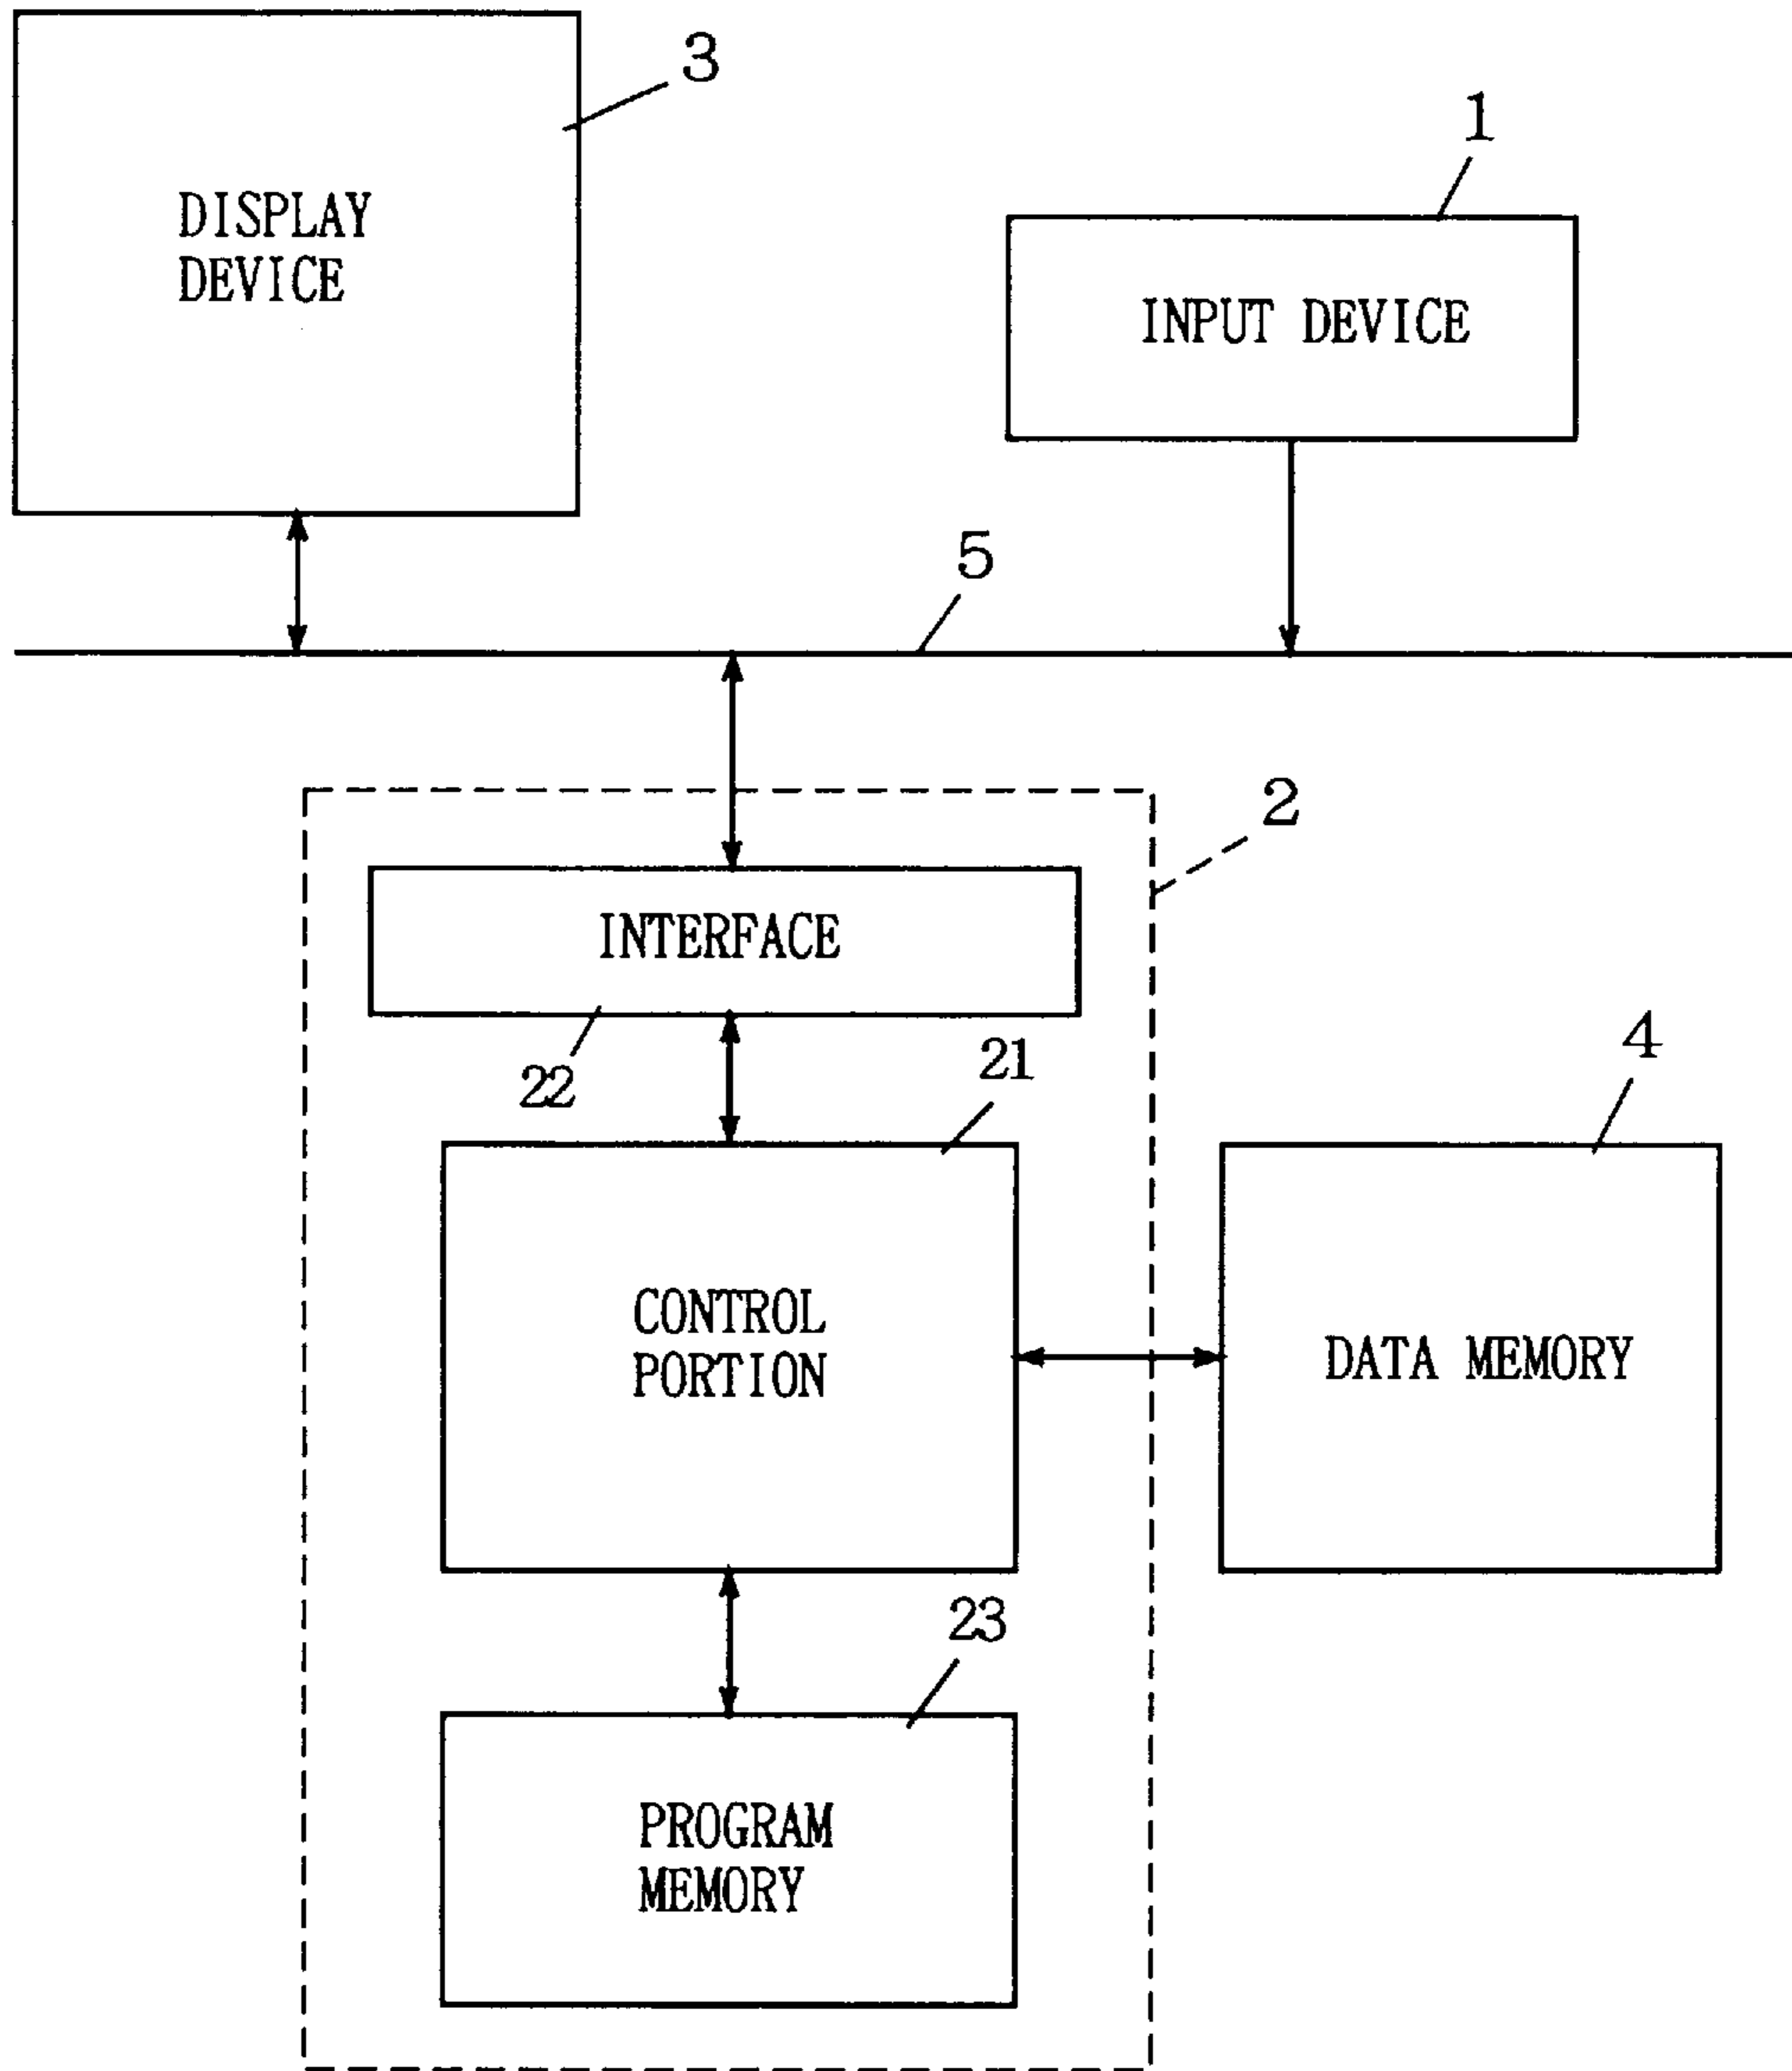 3
1
DISPLAY
DEVICE
INPUT DEVICE
5
2
INTERFACE
22
21
4
CONTROL
PORTION
DATA MEMORY
23
PROGRAM
MEMORY